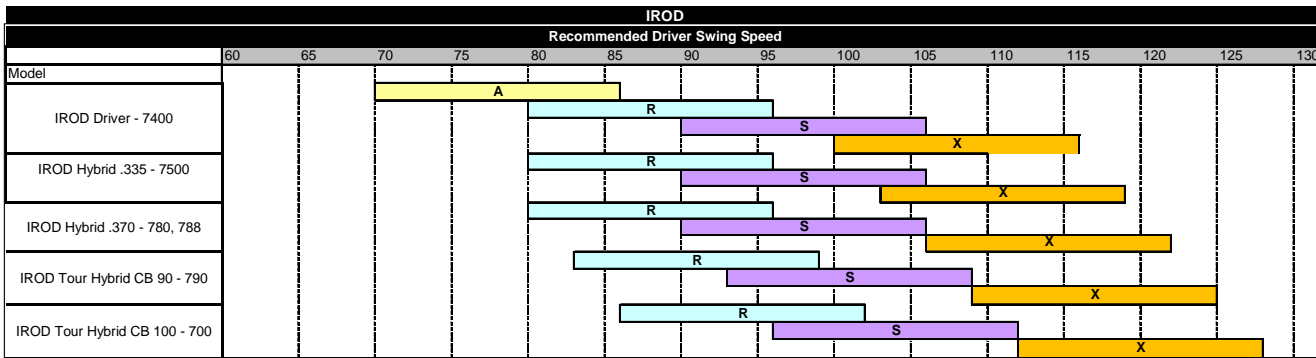 IROD
Recommended Driver Swing Speed
60 65 70 75 80 85 90 95 100 105 110 115 120 125 130
Model
A
IROD Driver - 7400
R
S
X
IROD Hybrid .335 - 7500
R
S
X
IROD Hybrid .370 - 780, 788
R
S
X
IROD Tour Hybrid CB 90 - 790
R
S
X
IROD Tour Hybrid CB 100 - 700
R
S
X